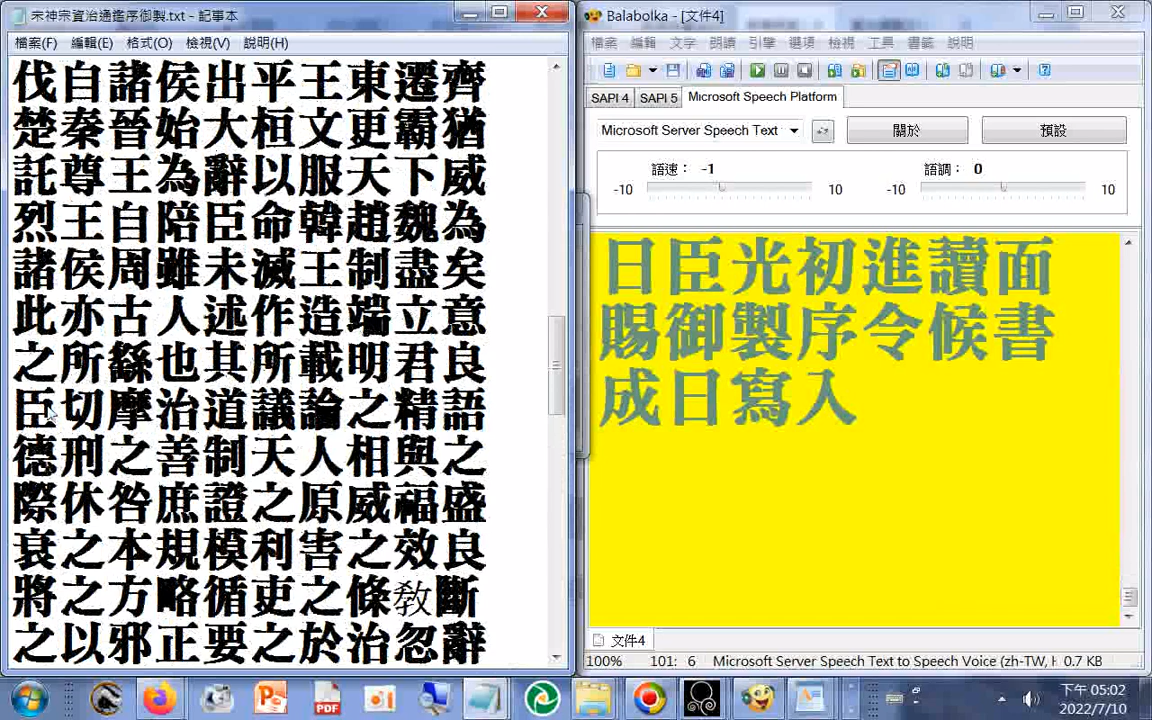 宋神宗資治通鑑序御製.txt - 記事本
檔案(F) 編輯(E) 格式(O) 檢視(V) 說明(H)
伐自諸侯出平王東遷齊
楚秦晉始大桓文更霸猶
託尊王為辭以服天下威
烈王自陪臣命韓趙魏為
諸侯周雖未滅王制盡矣
此亦古人述作造端立意
之所繇也其所載明君良
臣切摩治道議論之精語
德刑之善制天人相與之
際休咎庶證之原威福盛
衰之本規模利害之效良
將之方略循吏之條敎斷
之以邪正要之於治忽辭
Balabolka - [文件4]
檔案 編輯 文字 朗讀 引擎 選項 檢視 工具 書籤 說明
SAPI 4 SAPI 5 Microsoft Speech Platform
Microsoft Server Speech Text 關於 預設
語速: -1 語調: 0
-10 10 -10 10
日臣光初進讀面
賜御製序令候書
成日寫入
文件4
100% 101: 6 Microsoft Server Speech Text to Speech Voice (zh-TW, H 0.7 KB
PDF
下午 05:02
2022/7/10